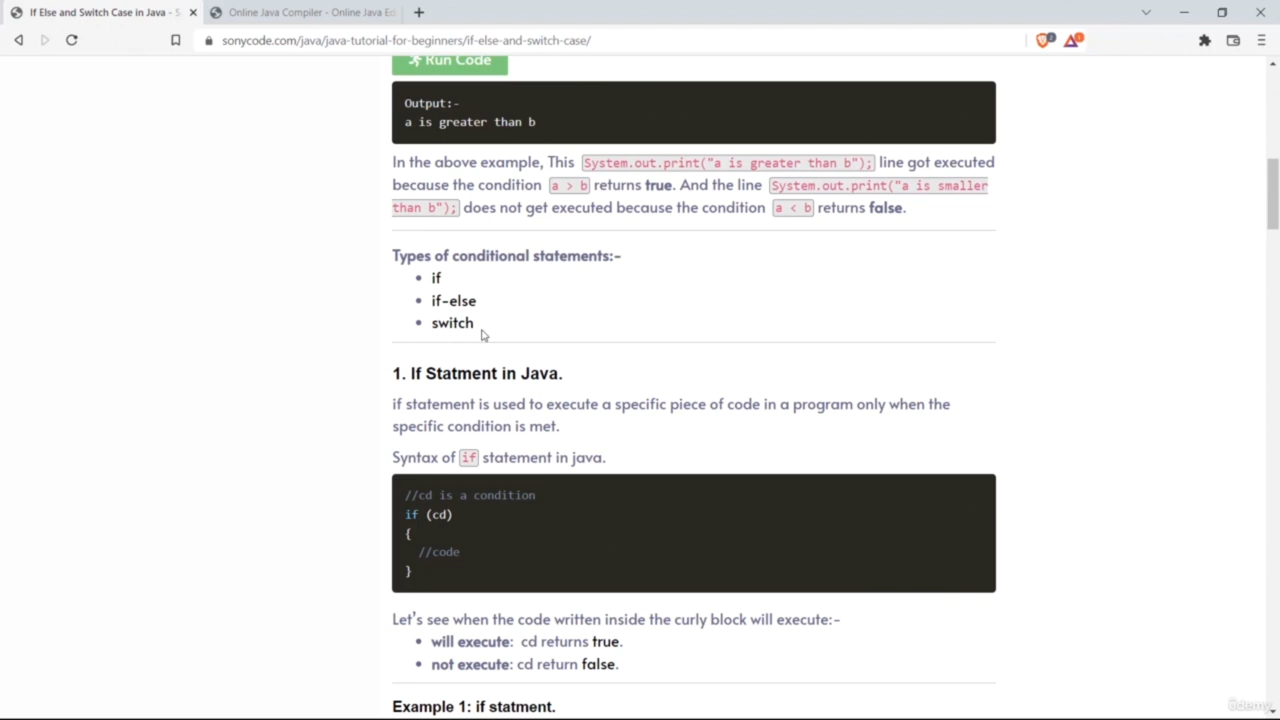 If Else and Switch Case in Java - S
Online Java Compiler - Online Java Ed
sonycode.com/java/java-tutorial-for-beginners/if-else-and-switch-case/
Run Code
Output:-
a is greater than b
In the above example, This System.out.print("a is greater than b"); line got executed
because the condition a > b returns true. And the line System.out.print("a is smaller
than b"); does not get executed because the condition a < b returns false.
Types of conditional statements:-
• if
• if-else
• switch
1. If Statment in Java.
if statement is used to execute a specific piece of code in a program only when the
specific condition is met.
Syntax of if statement in java.
//cd is a condition
if (cd)
{
//code
}
Let's see when the code written inside the curly block will execute:-
• will execute: cd returns true.
• not execute: cd return false.
Example 1: if statment.
ûdemy